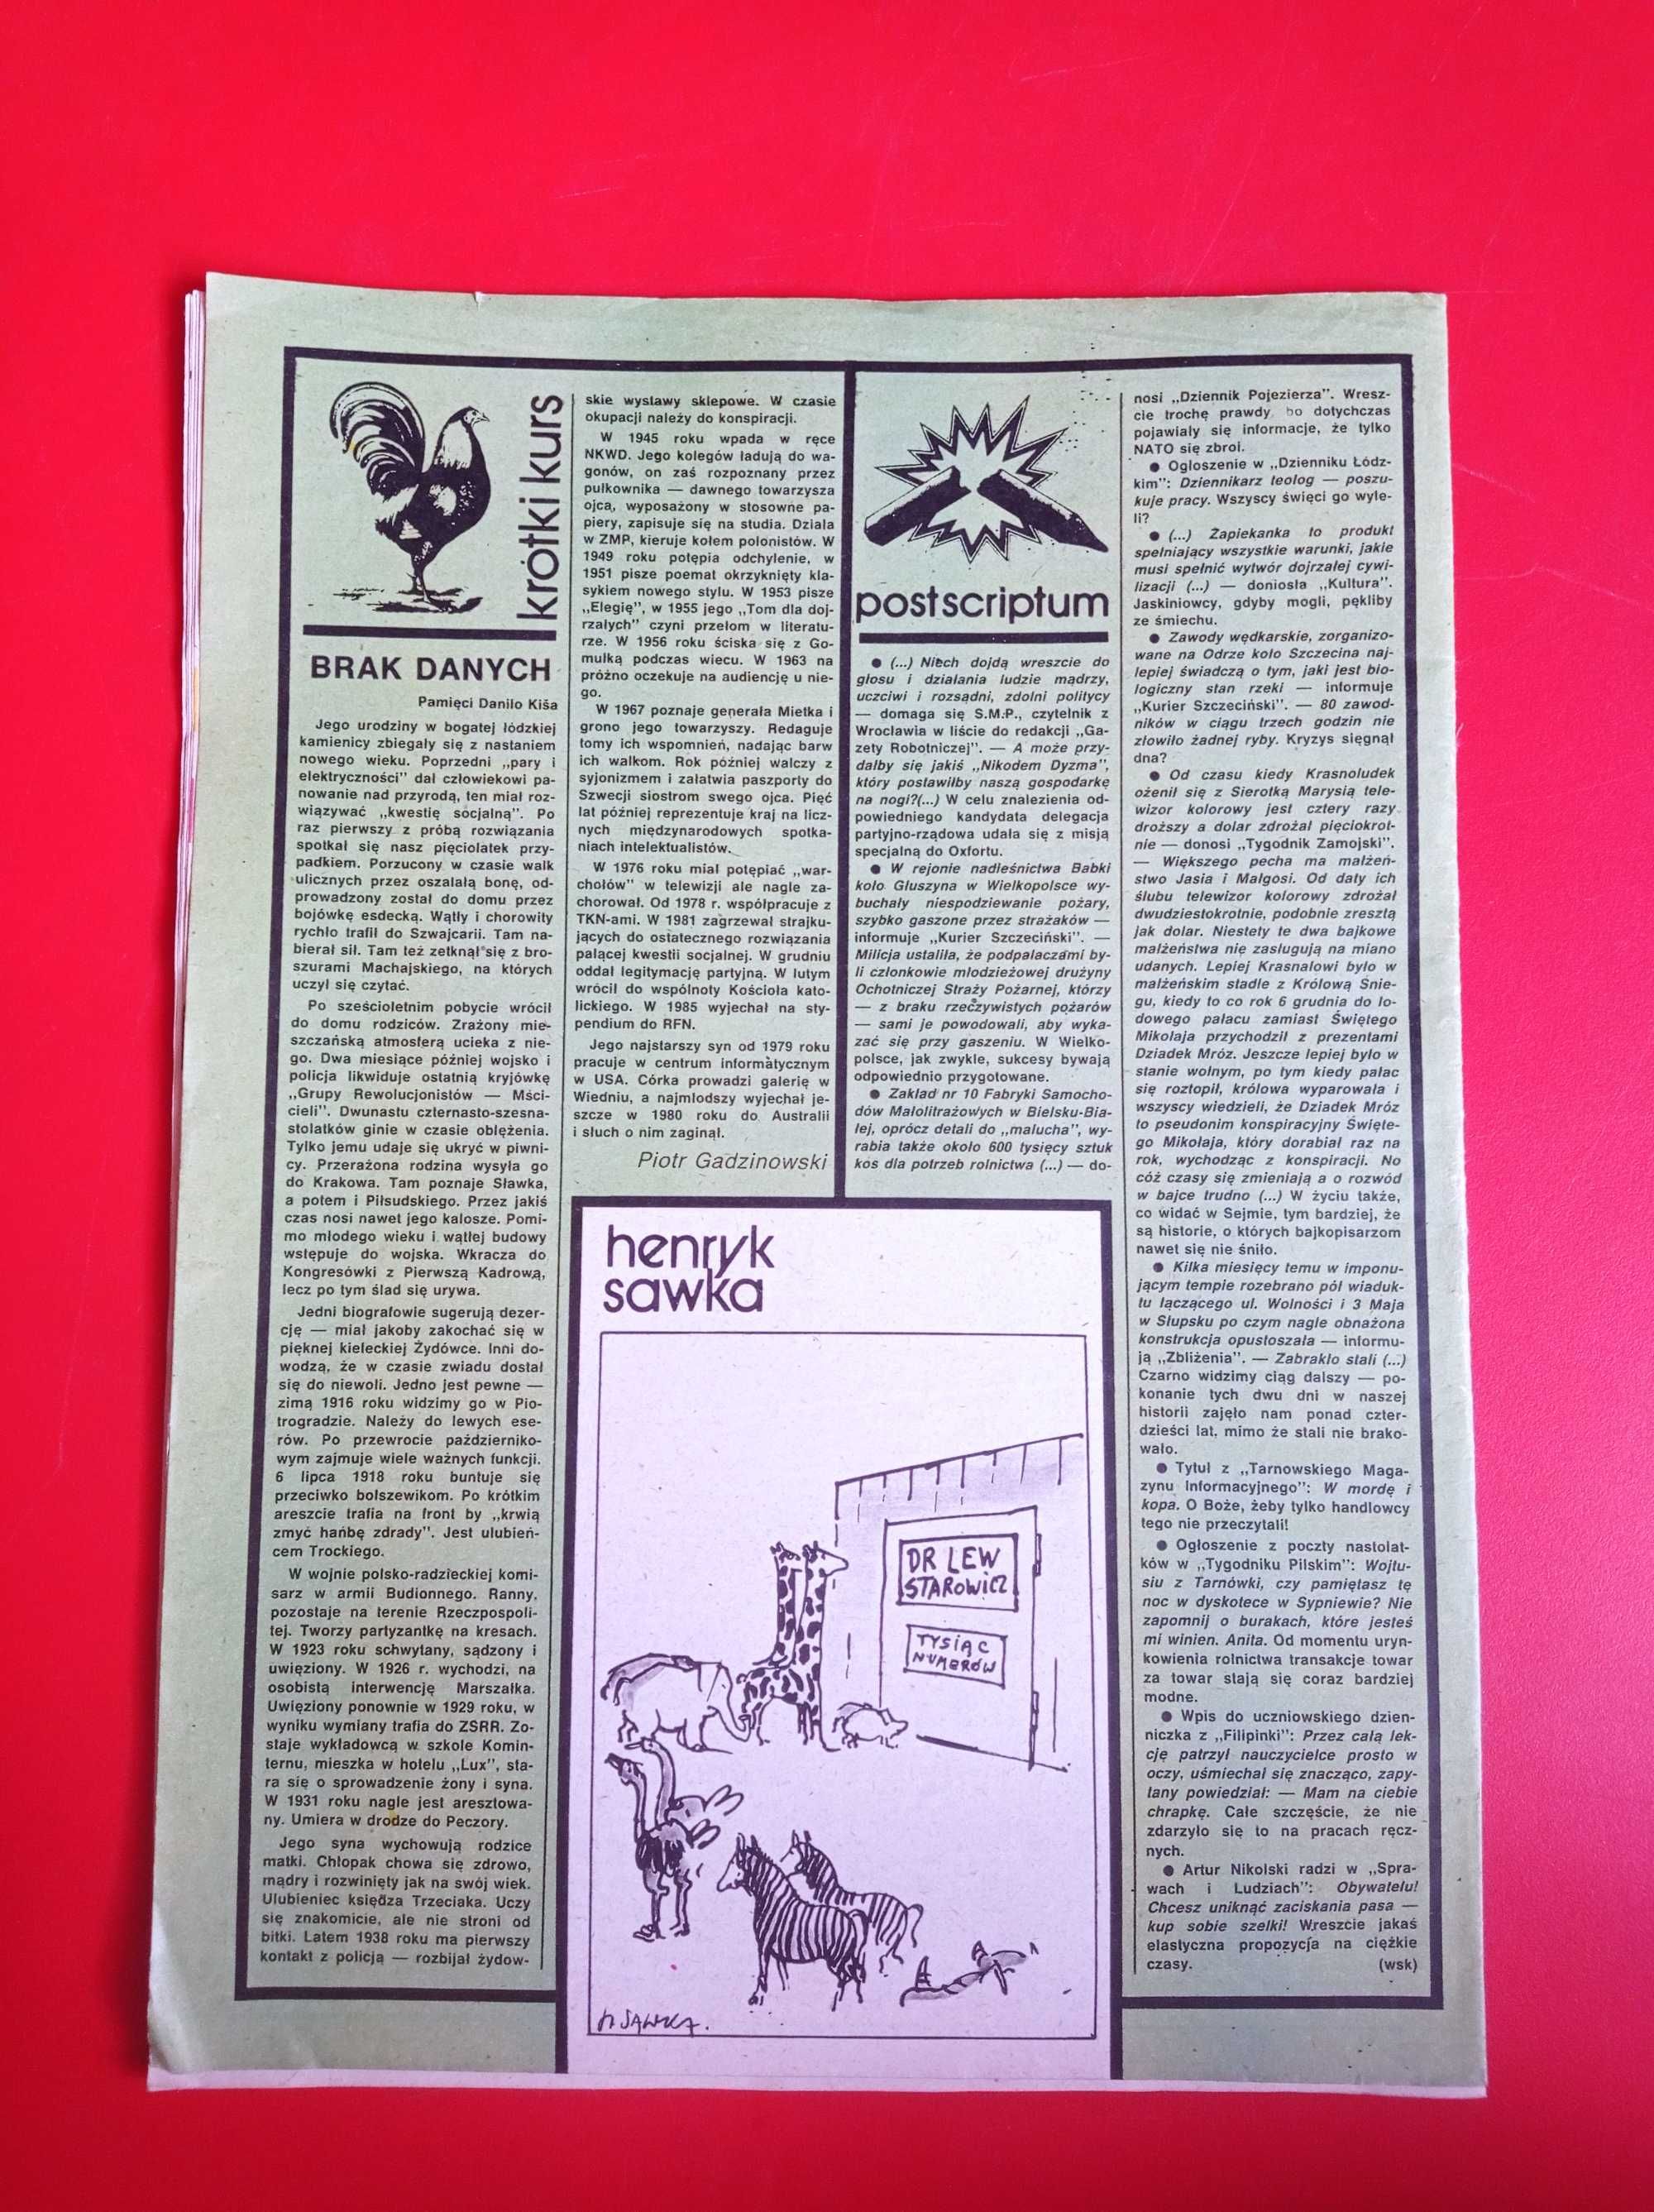 krótki kurs
BRAK DANYCH
Pamięci Danilo Kiša
Jego urodziny w bogatej łódzkiej
kamienicy zbiegały się z nastaniem
nowego wieku. Poprzedni „pary i
elektryczności” dał człowiekowi pa-
nowanie nad przyrodą, ten miał roz-
wiązywać „kwestię socjalną”. Po
raz pierwszy z próbą rozwiązania
spotkał się nasz pięciolatek przy-
padkiem. Porzucony w czasie walk
ulicznych przez oszalałą bonę, od-
prowadzony został do domu przez
bojówkę esdecką. Wątły i chorowity
rychło trafił do Szwajcarii. Tam na-
bierał sił. Tam też zetknął się z bro-
szurami Machajskiego, na których
uczył się czytać.
Po sześcioletnim pobycie wrócił
do domu rodziców. Zrażony mie-
szczańską atmosferą ucieka z nie-
go. Dwa miesiące później wojsko i
policja likwiduje ostatnią kryjówkę
„Grupy Rewolucjonistów — Mści-
cieli”. Dwunastu czternasto-szesna-
stolatków ginie w czasie oblężenia.
Tylko jemu udaje się ukryć w piwni-
cy. Przerażona rodzina wysyła go
do Krakowa. Tam poznaje Sławka,
a potem i Piłsudskiego. Przez jakiś
czas nosi nawet jego kalosze. Pomi-
mo młodego wieku i wątłej budowy
wstępuje do wojska. Wkracza do
Kongresówki z Pierwszą Kadrową,
lecz po tym ślad się urywa.
Jedni biografowie sugerują dezer-
cję — miał jakoby zakochać się w
pięknej kieleckiej Żydówce. Inni do-
wodzą, że w czasie zwiadu dostał
się do niewoli. Jedno jest pewne —
zimą 1916 roku widzimy go w Pio-
trogradzie. Należy do lewych ese-
rów. Po przewrocie październiko-
wym zajmuje wiele ważnych funkcji.
6 lipca 1918 roku buntuje się
przeciwko bolszewikom. Po krótkim
areszcie trafia na front by „krwią
zmyć hańbę zdrady”. Jest ulubień-
cem Trockiego.
W wojnie polsko-radzieckiej komi-
sarz w armii Budionnego. Ranny,
pozostaje na terenie Rzeczpospoli-
tej. Tworzy partyzantkę na kresach.
W 1923 roku schwytany, sądzony i
uwięziony. W 1926 r. wychodzi, na
osobistą interwencję Marszałka.
Uwięziony ponownie w 1929 roku, w
wyniku wymiany trafia do ZSRR. Zo-
staje wykładowcą w szkole Komin-
ternu, mieszka w hotelu „Lux”, sta-
ra się o sprowadzenie żony i syna.
W 1931 roku nagle jest aresztowa-
ny. Umiera w drodze do Peczory.
Jego syna wychowują rodzice
matki. Chłopak chowa się zdrowo,
mądry i rozwinięty jak na swój wiek.
Ulubieniec księdza Trzeciaka. Uczy
się znakomicie, ale nie stroni od
bitki. Latem 1938 roku ma pierwszy
kontakt z policją — rozbijał żydow-
skie wystawy sklepowe. W czasie
okupacji należy do konspiracji.
W 1945 roku wpada w ręce
NKWD. Jego kolegów ładują do wa-
gonów, on zaś rozpoznany przez
pułkownika — dawnego towarzysza
ojca, wyposażony w stosowne pa-
piery, zapisuje się na studia. Działa
w ZMP, kieruje kołem polonistów. W
1949 roku potępia odchylenie, w
1951 pisze poemat okrzyknięty kla-
sykiem nowego stylu. W 1953 pisze
„Elegię”, w 1955 jego „Tom dla doj-
rzałych” czyni przełom w literatu-
rze. W 1956 roku ściska się z Go-
mułką podczas wiecu. W 1963 na
próżno oczekuje na audiencję u nie-
go.
W 1967 poznaje generała Mietka i
grono jego towarzyszy. Redaguje
tomy ich wspomnień, nadając barw
ich walkom. Rok później walczy z
syjonizmem i załatwia paszporty do
Szwecji siostrom swego ojca. Pięć
lat później reprezentuje kraj na licz-
nych międzynarodowych spotka-
niach intelektualistów.
W 1976 roku miał potępiać „war-
chołów” w telewizji ale nagle za-
chorował. Od 1978 r. współpracuje z
TKN-ami. W 1981 zagrzewał strajku-
jących do ostatecznego rozwiązania
palącej kwestii socjalnej. W grudniu
oddał legitymację partyjną. W lutym
wrócił do wspólnoty Kościoła kato-
lickiego. W 1985 wyjechał na sty-
pendium do RFN.
Jego najstarszy syn od 1979 roku
pracuje w centrum informatycznym
w USA. Córka prowadzi galerię w
Wiedniu, a najmłodszy wyjechał je-
szcze w 1980 roku do Australii
i słuch o nim zaginął.
Piotr Gadzinowski
postscriptum
● (...) Niech dojdą wreszcie do
głosu i działania ludzie mądrzy,
uczciwi i rozsądni, zdolni politycy
— domaga się S.M.P., czytelnik z
Wrocławia w liście do redakcji „Ga-
zety Robotniczej”. — A może przy-
dałby się jakiś „Nikodem Dyzma”,
który postawiłby naszą gospodarkę
na nogi?(...) W celu znalezienia od-
powiedniego kandydata delegacja
partyjno-rządowa udała się z misją
specjalną do Oxfortu.
● W rejonie nadleśnictwa Babki
koło Głuszyna w Wielkopolsce wy-
buchały niespodziewanie pożary,
szybko gaszone przez strażaków —
informuje „Kurier Szczeciński”. —
Milicja ustaliła, że podpalaczami by-
li członkowie młodzieżowej drużyny
Ochotniczej Straży Pożarnej, którzy
— z braku rzeczywistych pożarów
— sami je powodowali, aby wyka-
zać się przy gaszeniu. W Wielko-
polsce, jak zwykle, sukcesy bywają
odpowiednio przygotowane.
● Zakład nr 10 Fabryki Samocho-
dów Małolitrażowych w Bielsku-Bia-
łej, oprócz detali do „malucha”, wy-
rabia także około 600 tysięcy sztuk
kos dla potrzeb rolnictwa (...) — do-
nosi „Dziennik Pojezierza”. Wresz-
cie trochę prawdy bo dotychczas
pojawiały się informacje, że tylko
NATO się zbroi.
● Ogłoszenie w „Dzienniku Łódz-
kim”: Dziennikarz teolog — poszu-
kuje pracy. Wszyscy święci go wyle-
li?
● (...) Zapiekanka to produkt
spełniający wszystkie warunki, jakie
musi spełnić wytwór dojrzałej cywi-
lizacji (...) — doniosła „Kultura”.
Jaskiniowcy, gdyby mogli, pękliby
ze śmiechu.
● Zawody wędkarskie, zorganizo-
wane na Odrze koło Szczecina naj-
lepiej świadczą o tym, jaki jest bio-
logiczny stan rzeki — informuje
„Kurier Szczeciński”. — 80 zawod-
ników w ciągu trzech godzin nie
złowiło żadnej ryby. Kryzys sięgnął
dna?
● Od czasu kiedy Krasnoludek
ożenił się z Sierotką Marysią tele-
wizor kolorowy jest cztery razy
droższy a dolar zdrożał pięciokrot-
nie — donosi „Tygodnik Zamojski”.
— Większego pecha ma małżeń-
stwo Jasia i Małgosi. Od daty ich
ślubu telewizor kolorowy zdrożał
dwudziestokrotnie, podobnie zresztą
jak dolar. Niestety te dwa bajkowe
małżeństwa nie zasługują na miano
udanych. Lepiej Krasnalowi było w
małżeńskim stadle z Królową Śnie-
gu, kiedy to co rok 6 grudnia do lo-
dowego pałacu zamiast Świętego
Mikołaja przychodził z prezentami
Dziadek Mróz. Jeszcze lepiej było w
stanie wolnym, po tym kiedy pałac
się roztopił, królowa wyparowała i
wszyscy wiedzieli, że Dziadek Mróz
to pseudonim konspiracyjny Święte-
go Mikołaja, który dorabiał raz na
rok, wychodząc z konspiracji. No
cóż czasy się zmieniają a o rozwód
w bajce trudno (...) W życiu także,
co widać w Sejmie, tym bardziej, że
są historie, o których bajkopisarzom
nawet się nie śniło.
● Kilka miesięcy temu w imponu-
jącym tempie rozebrano pół wiaduk-
tu łączącego ul. Wolności i 3 Maja
w Słupsku po czym nagle obnażona
konstrukcja opustoszała — informu-
ją „Zbliżenia”. — Zabrakło stali (...)
Czarno widzimy ciąg dalszy — po-
konanie tych dwu dni w naszej
historii zajęło nam ponad czter-
dzieści lat, mimo że stali nie brako-
wało.
● Tytuł z „Tarnowskiego Maga-
zynu Informacyjnego”: W mordę i
kopa. O Boże, żeby tylko handlowcy
tego nie przeczytali!
● Ogłoszenie z poczty nastolat-
ków w „Tygodniku Pilskim”: Wojtu-
siu z Tarnówki, czy pamiętasz tę
noc w dyskotece w Sypniewie? Nie
zapomnij o burakach, które jesteś
mi winien. Anita. Od momentu uryn-
kowienia rolnictwa transakcje towar
za towar stają się coraz bardziej
modne.
● Wpis do uczniowskiego dzien-
niczka z „Filipinki”: Przez całą lek-
cję patrzył nauczycielce prosto w
oczy, uśmiechał się znacząco, zapy-
tany powiedział: — Mam na ciebie
chrapkę. Całe szczęście, że nie
zdarzyło się to na pracach ręcz-
nych.
● Artur Nikolski radzi w „Spra-
wach i Ludziach”: Obywatelu!
Chcesz uniknąć zaciskania pasa —
kup sobie szelki! Wreszcie jakaś
elastyczna propozycja na ciężkie
czasy. (wsk)
henryk
sawka
DR LEW
STAROWICZ
TYSIĄC
NUMERÓW
H SAWKA.